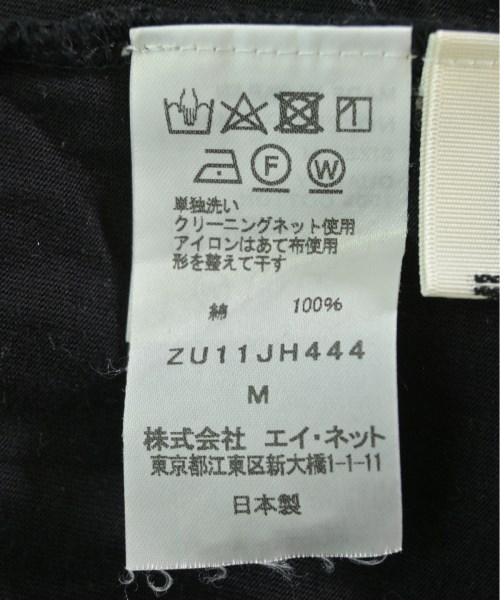 F W
単独洗い
クリーニングネット使用
アイロンはあて布使用
形を整えて干す
綿 100%
ZU11JH444
M
株式会社 エイ・ネット
東京都江東区新大橋1-1-11
日本製